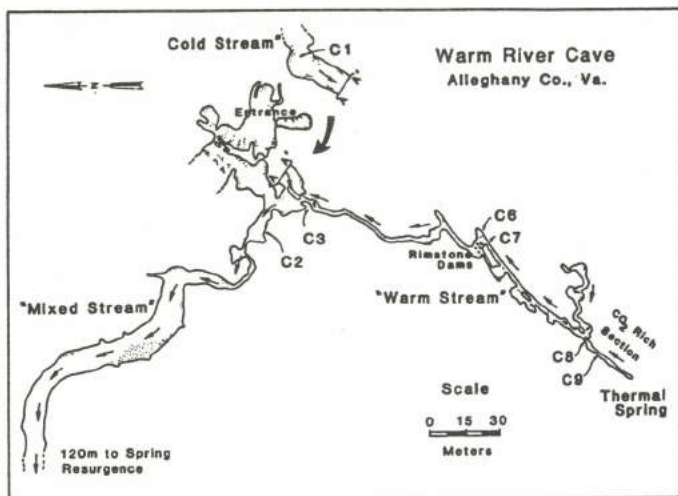 Cold Stream"
C1
Warm River Cave
Alleghany Co., Va.
N
Entrance
C6
C7
C3
C2
Rimstone
Dams
"Warm Stream"
"Mixed Stream"
CO2 Rich
Section
C8
C9
Thermal
Spring
Scale
0 15 30
Meters
120m to Spring
Resurgence